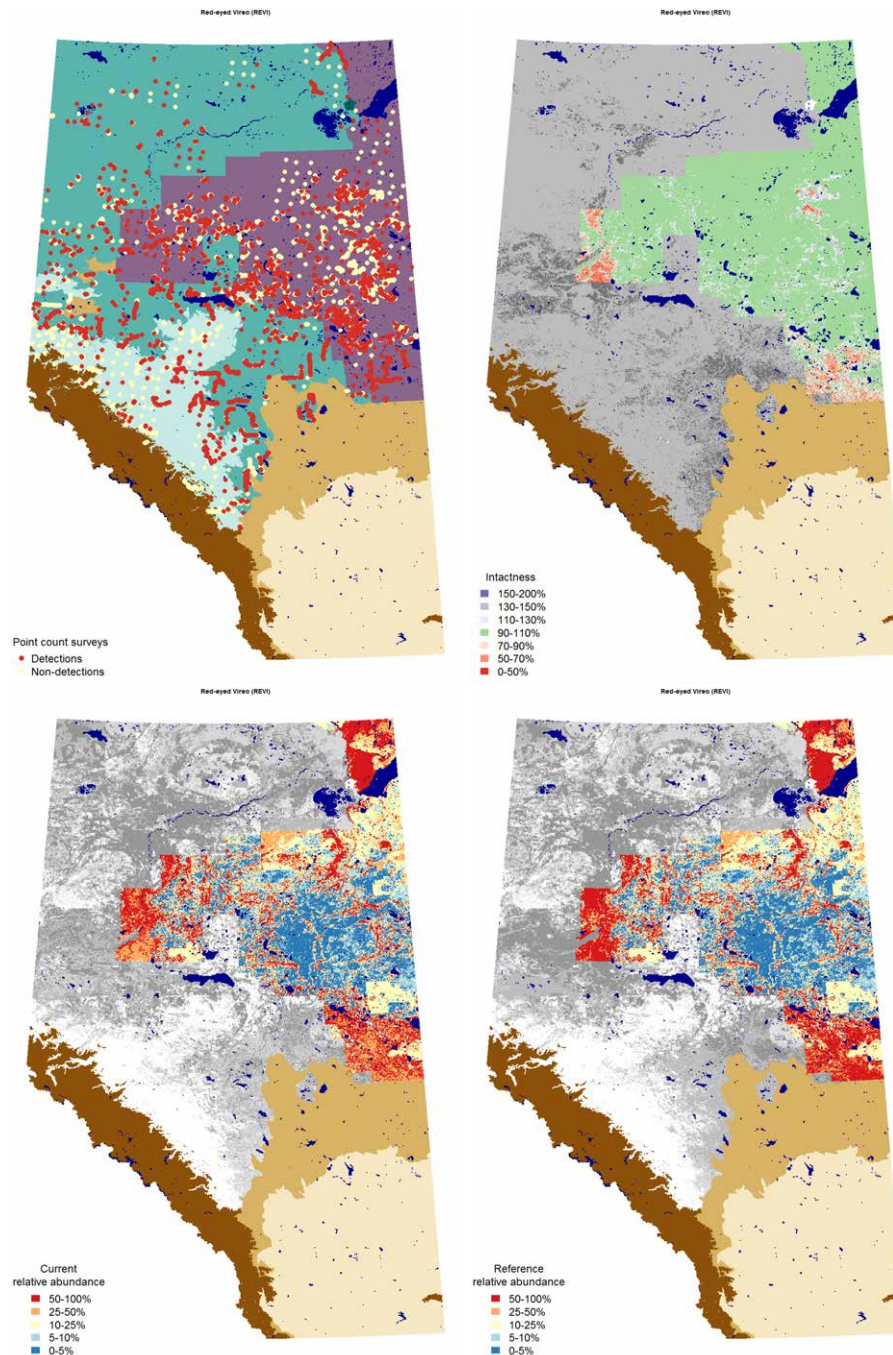 Red-eyed Vireo (REVI)
Point count surveys
Detections
Non-detections
Red-eyed Vireo (REVI)
Intactness
150-200%
130-150%
110-130%
90-110%
70-90%
50-70%
0-50%
Red-eyed Vireo (REVI)
Current
relative abundance
50-100%
25-50%
10-25%
5-10%
0-5%
Red-eyed Vireo (REVI)
Reference
relative abundance
50-100%
25-50%
10-25%
5-10%
0-5%